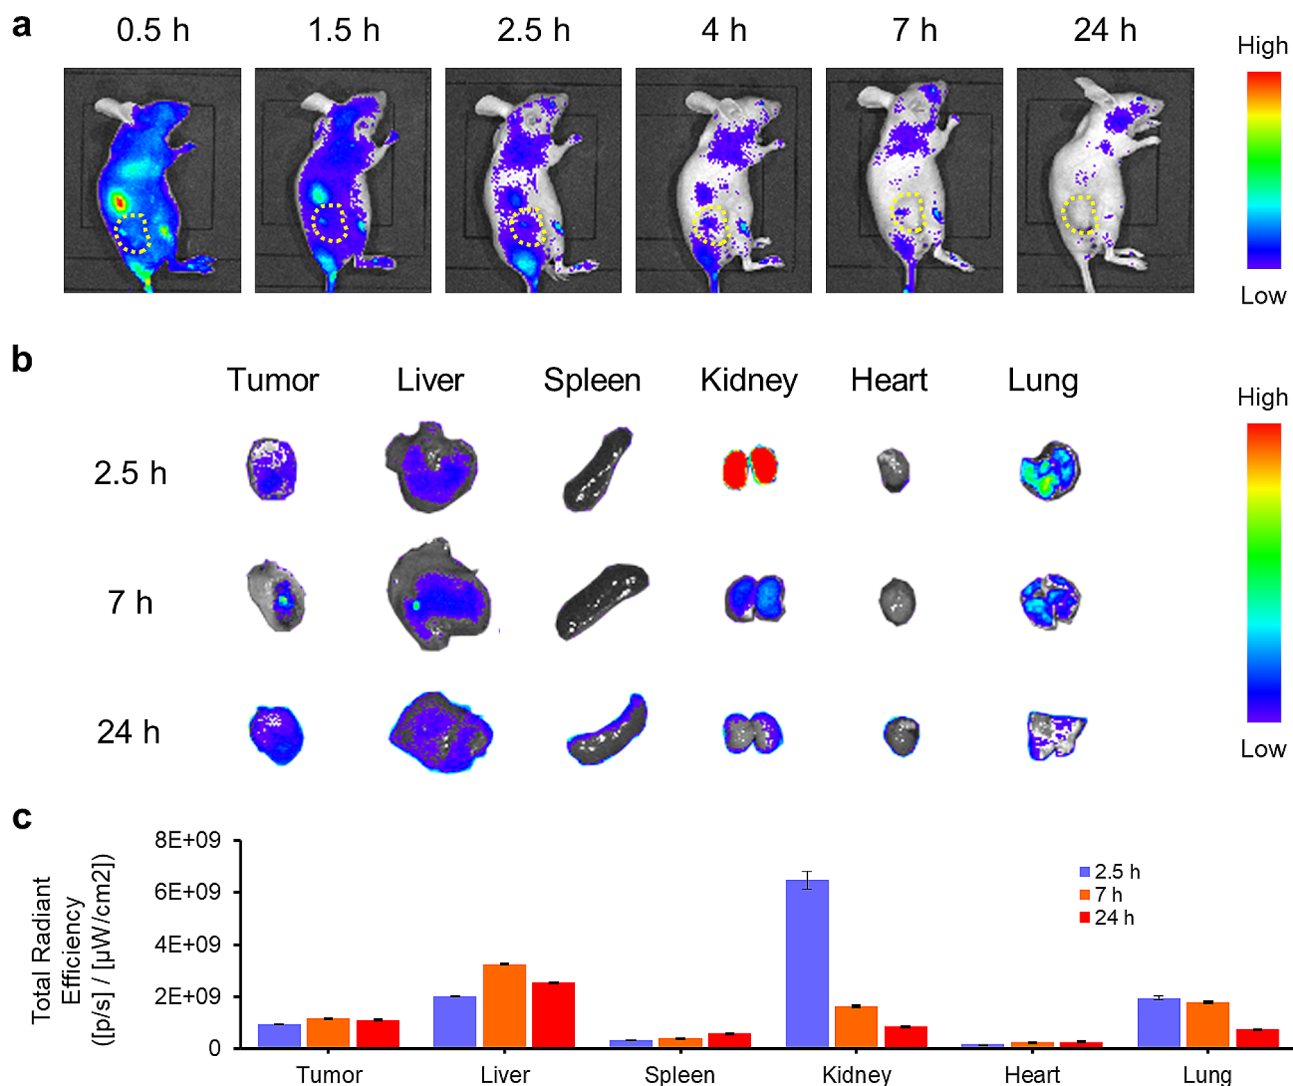 a
0.5 h 1.5 h 2.5 h 4 h 7 h 24 h
High
Low
b
Tumor Liver Spleen Kidney Heart Lung
High
2.5 h
7 h
24 h
Low
c
Total Radiant
Efficiency
([p/s] / [µW/cm2])
8E+09
6E+09
4E+09
2E+09
0
2.5 h
7 h
24 h
Tumor Liver Spleen Kidney Heart Lung